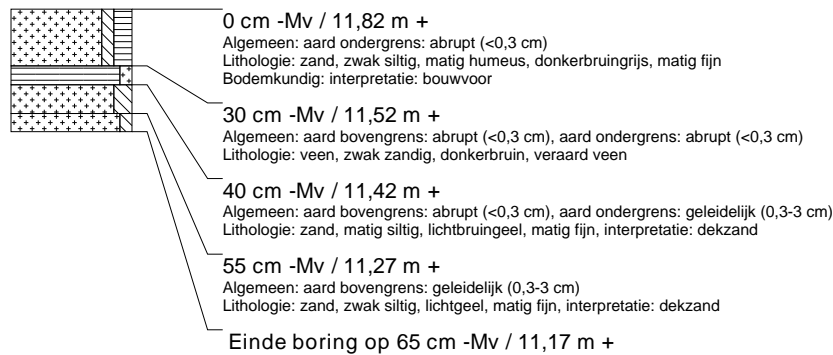 0 cm -Mv / 11,82 m +
Algemeen: aard ondergrens: abrupt (<0,3 cm)
Lithologie: zand, zwak siltig, matig humeus, donkerbruingrijs, matig fijn
Bodemkundig: interpretatie: bouwvoor
30 cm -Mv / 11,52 m +
Algemeen: aard bovengrens: abrupt (<0,3 cm), aard ondergrens: abrupt (<0,3 cm)
Lithologie: veen, zwak zandig, donkerbruin, veraard veen
40 cm -Mv / 11,42 m +
Algemeen: aard bovengrens: abrupt (<0,3 cm), aard ondergrens: geleidelijk (0,3-3 cm)
Lithologie: zand, matig siltig, lichtbruingeel, matig fijn, interpretatie: dekzand
55 cm -Mv / 11,27 m +
Algemeen: aard bovengrens: geleidelijk (0,3-3 cm)
Lithologie: zand, zwak siltig, lichtgeel, matig fijn, interpretatie: dekzand
Einde boring op 65 cm -Mv / 11,17 m +